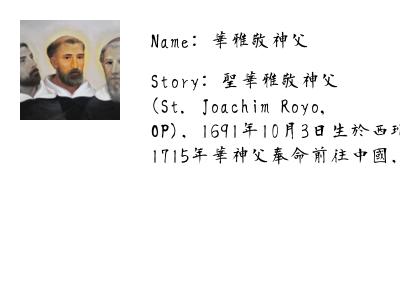 Name: 華雅敬神父
Story: 聖華雅敬神父
(St. Joachim Royo,
OP), 1691年10月3日生於西班
1715年華神父奉命前往中國,